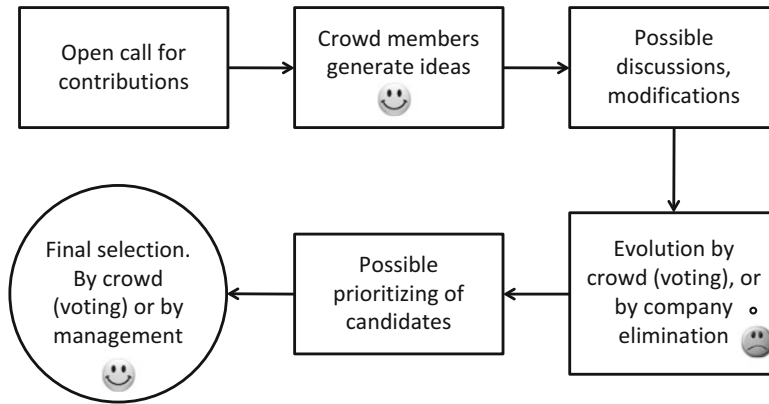 Open call for
contributions
Crowd members
generate ideas
Possible
discussions,
modifications
Evolution by
crowd (voting), or
by company
elimination
Possible
prioritizing of
candidates
Final selection.
By crowd
(voting) or by
management